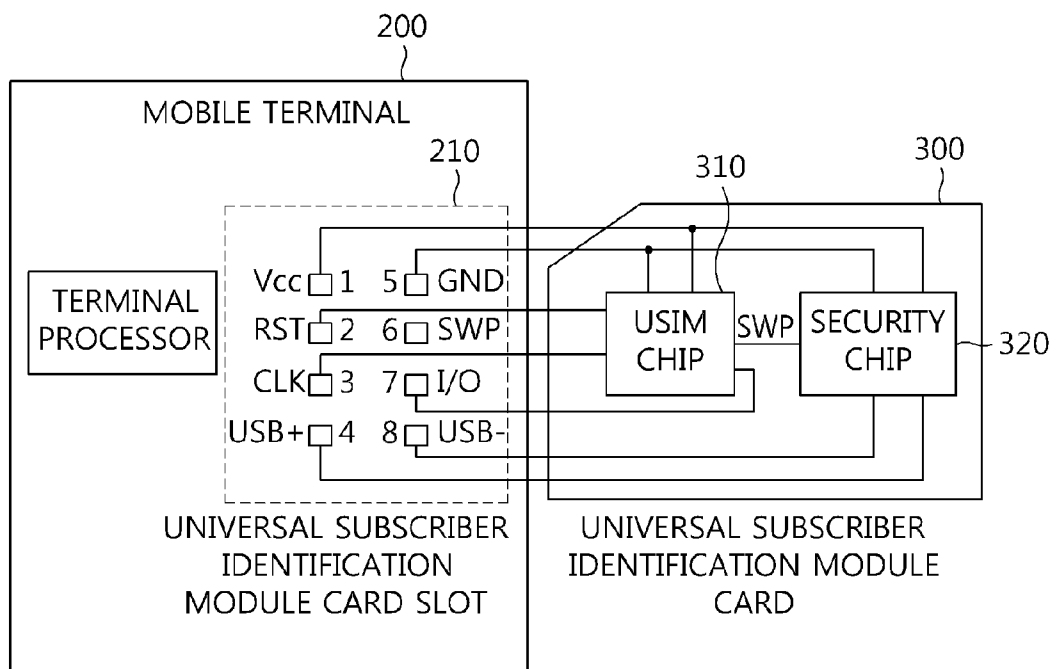 200
MOBILE TERMINAL
210
300
310
Vcc 1 5 GND
TERMINAL
PROCESSOR
RST 2 6 SWP
USIM
CHIP
SWP
SECURITY
CHIP
320
CLK 3 7 I/O
USB+ 4 8 USB-
UNIVERSAL SUBSCRIBER
IDENTIFICATION
MODULE CARD SLOT
UNIVERSAL SUBSCRIBER
IDENTIFICATION MODULE
CARD